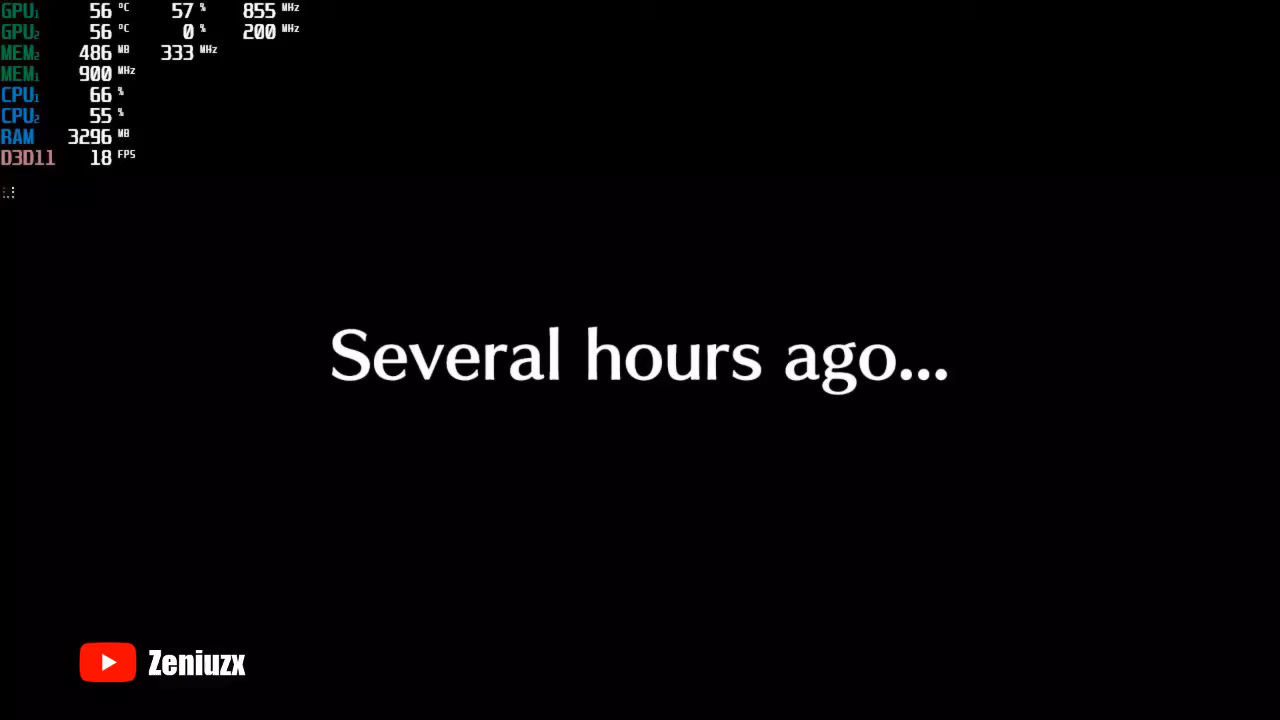 GPU1 56 °C 57 % 855 MHz
GPU2 56 °C 0 % 200 MHz
MEM2 486 MB 333 MHz
MEM1 900 MHz
CPU1 66 %
CPU2 55 %
RAM 3296 MB
D3D11 18 FPS
Several hours ago...
Zeniuzx